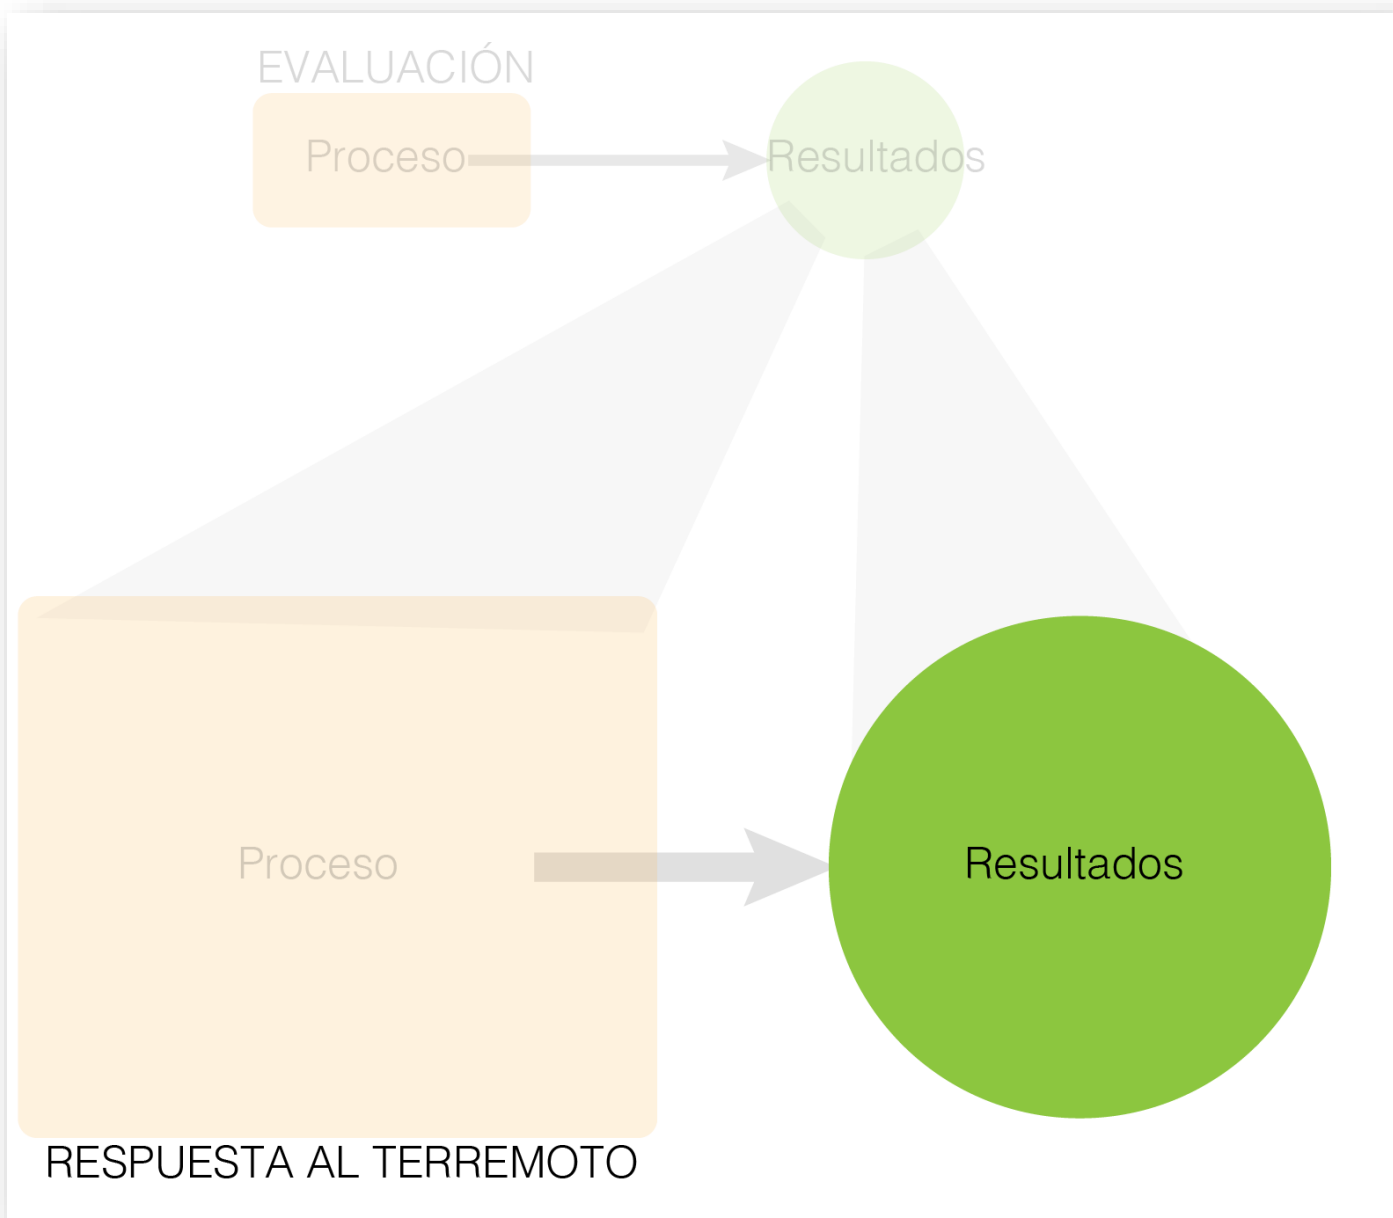 EVALUACIÓN
Proceso
Resultados
Proceso
Resultados
RESPUESTA AL TERREMOTO